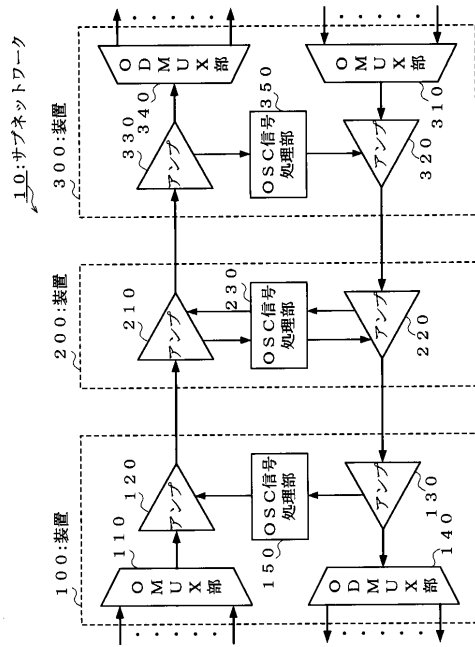 10:サブネットワーク
100:装置
200:装置
300:装置
110
OMUX部
120
アンプ
210
アンプ
330
アンプ
340
ODMUX部
150
OSC信号
処理部
230
OSC信号
処理部
350
OSC信号
処理部
140
ODMUX部
130
アンプ
220
アンプ
320
アンプ
310
OMUX部